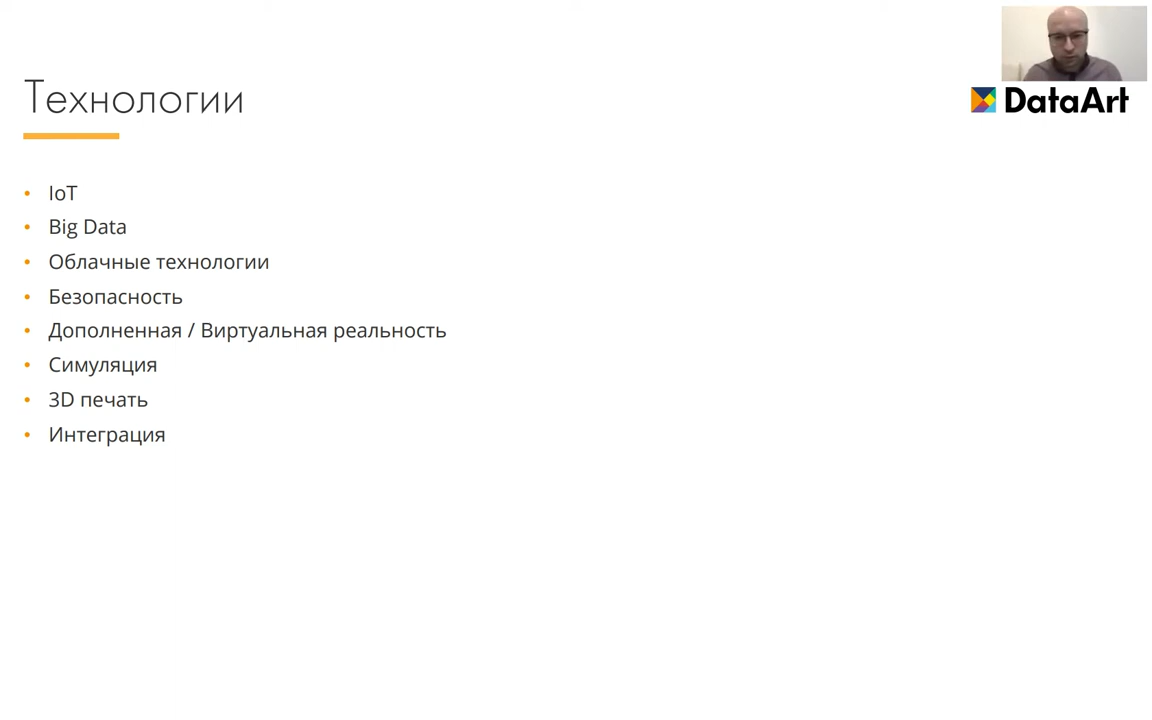 Технологии
DataArt
IoT
Big Data
Облачные технологии
Безопасность
Дополненная / Виртуальная реальность
Симуляция
3D печать
Интеграция